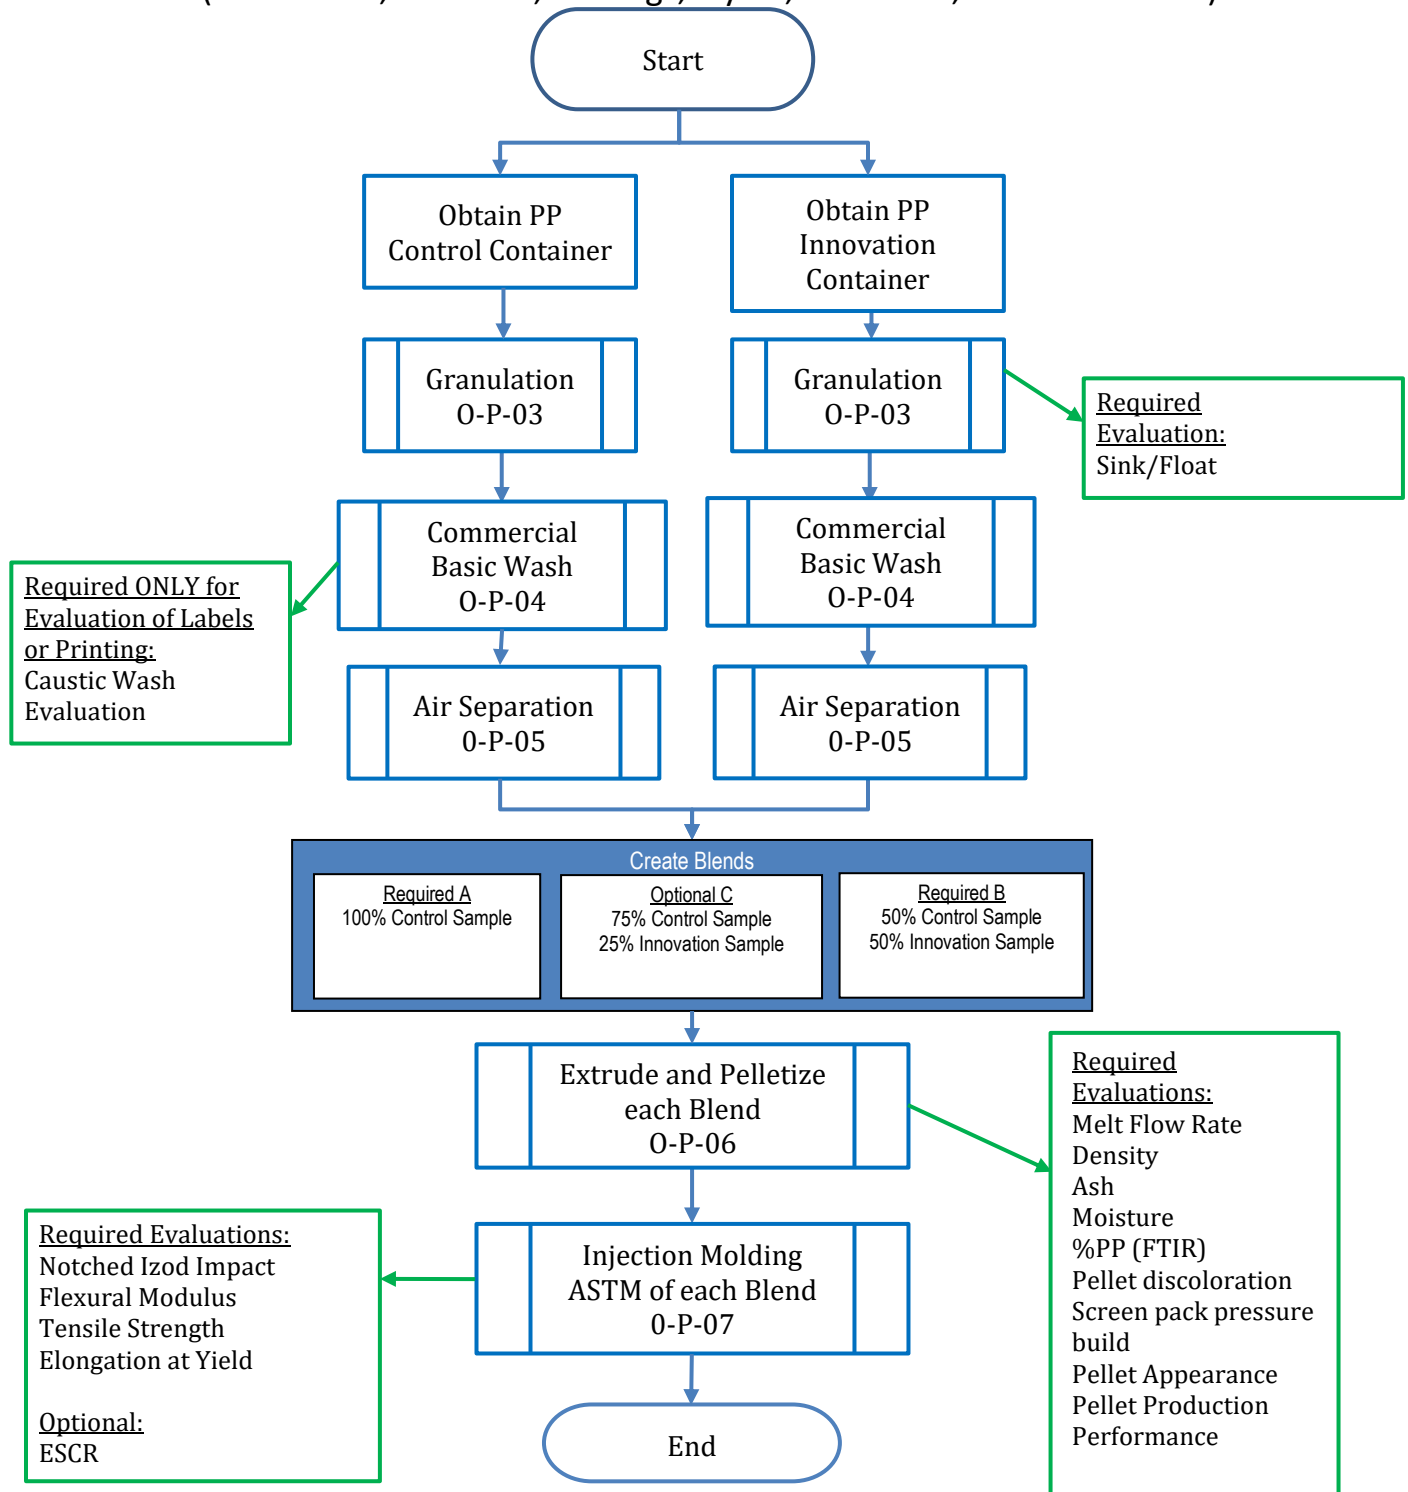 Start
Obtain PP
Control Container
Obtain PP
Innovation
Container
Granulation
O-P-03
Granulation
O-P-03
Required
Evaluation:
Sink/Float
Commercial
Basic Wash
O-P-04
Commercial
Basic Wash
O-P-04
Required ONLY for
Evaluation of Labels
or Printing:
Caustic Wash
Evaluation
Air Separation
0-P-05
Air Separation
0-P-05
Create Blends
Required A
100% Control Sample
Optional C
75% Control Sample
25% Innovation Sample
Required B
50% Control Sample
50% Innovation Sample
Extrude and Pelletize
each Blend
O-P-06
Required
Evaluations:
Melt Flow Rate
Density
Ash
Moisture
%PP (FTIR)
Pellet discoloration
Screen pack pressure
build
Pellet Appearance
Pellet Production
Performance
Injection Molding
ASTM of each Blend
0-P-07
Required Evaluations:
Notched Izod Impact
Flexural Modulus
Tensile Strength
Elongation at Yield
Optional:
ESCR
End